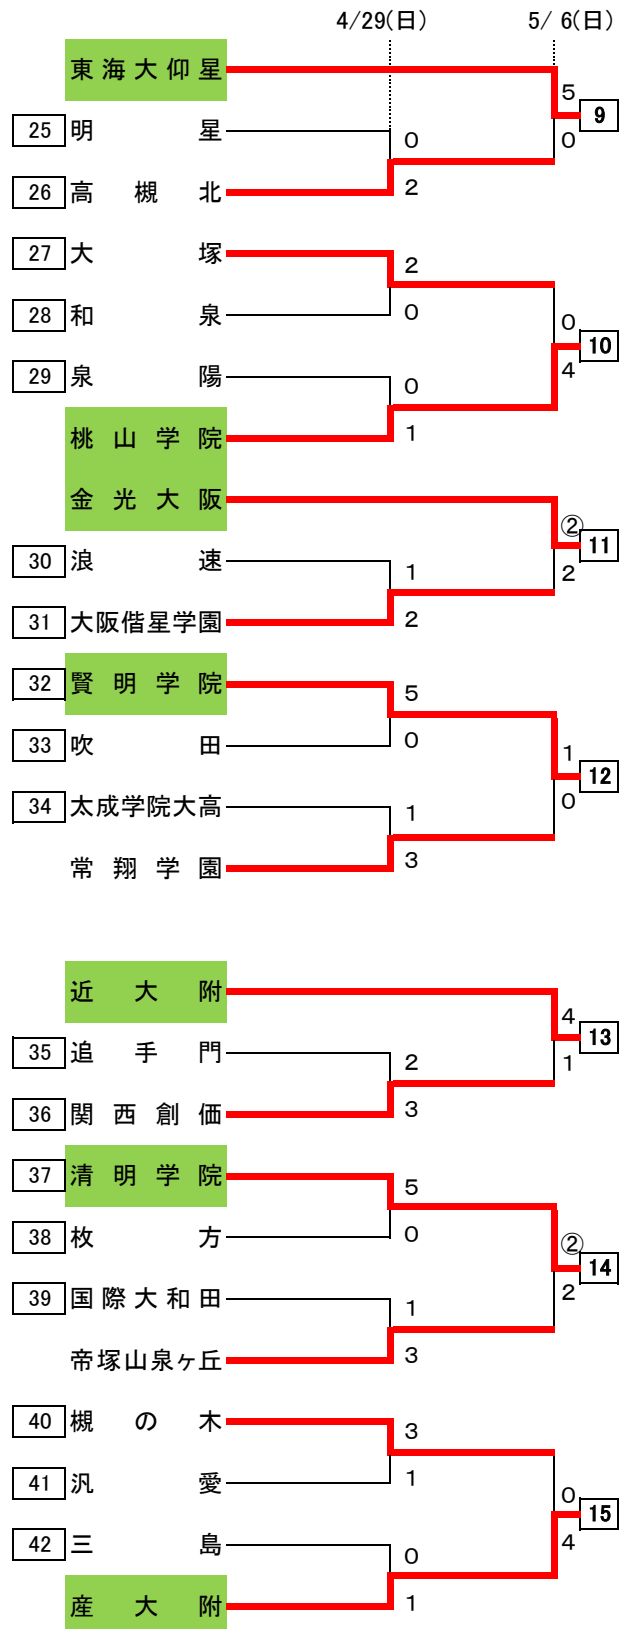 4/29(日) 5/ 6(日)
東海大仰星
5
9
25 明星
0
0
26 高槻北
2
27 大塚
2
28 和泉
0
0
10
29 泉陽
0
4
桃山学院
1
金光大阪
②
11
30 浪速
1
2
31 大阪偕星学園
2
32 賢明学院
5
33 吹田
0
1
12
34 太成学院大高
1
0
常翔学園
3
近大附
4
13
35 追手門
2
1
36 関西創価
3
37 清明学院
5
38 枚方
0
②
14
39 国際大和田
1
2
帝塚山泉ヶ丘
3
40 槻の木
3
41 汎愛
1
0
15
42 三島
0
4
産大附
1